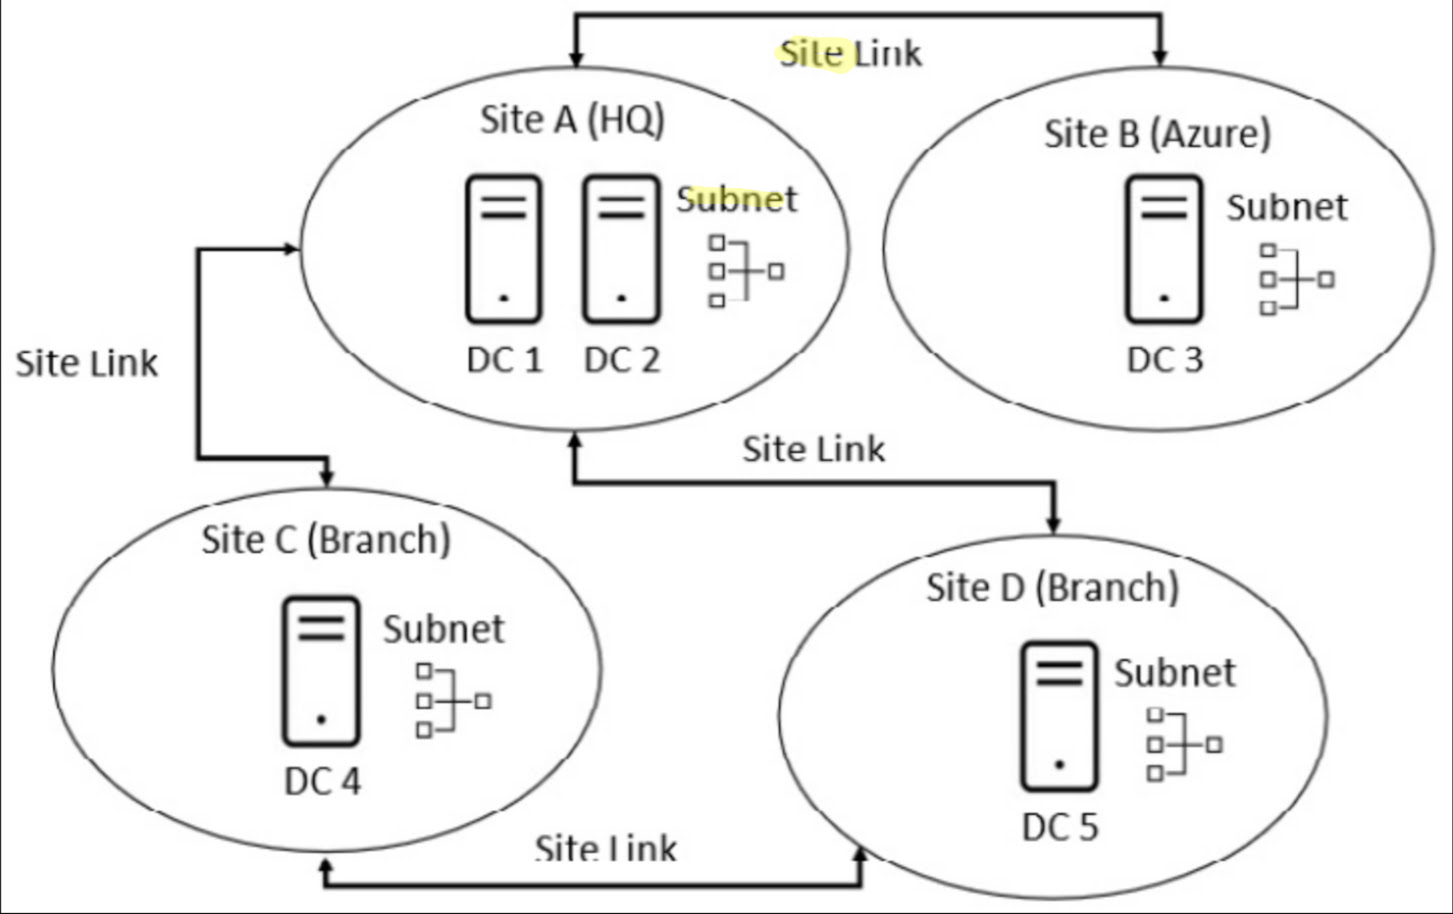 Site Link
Site A (HQ)
Subnet
DC 1
DC 2
Site B (Azure)
Subnet
DC 3
Site Link
Site Link
Site C (Branch)
Subnet
DC 4
Site D (Branch)
Subnet
DC 5
Site Link